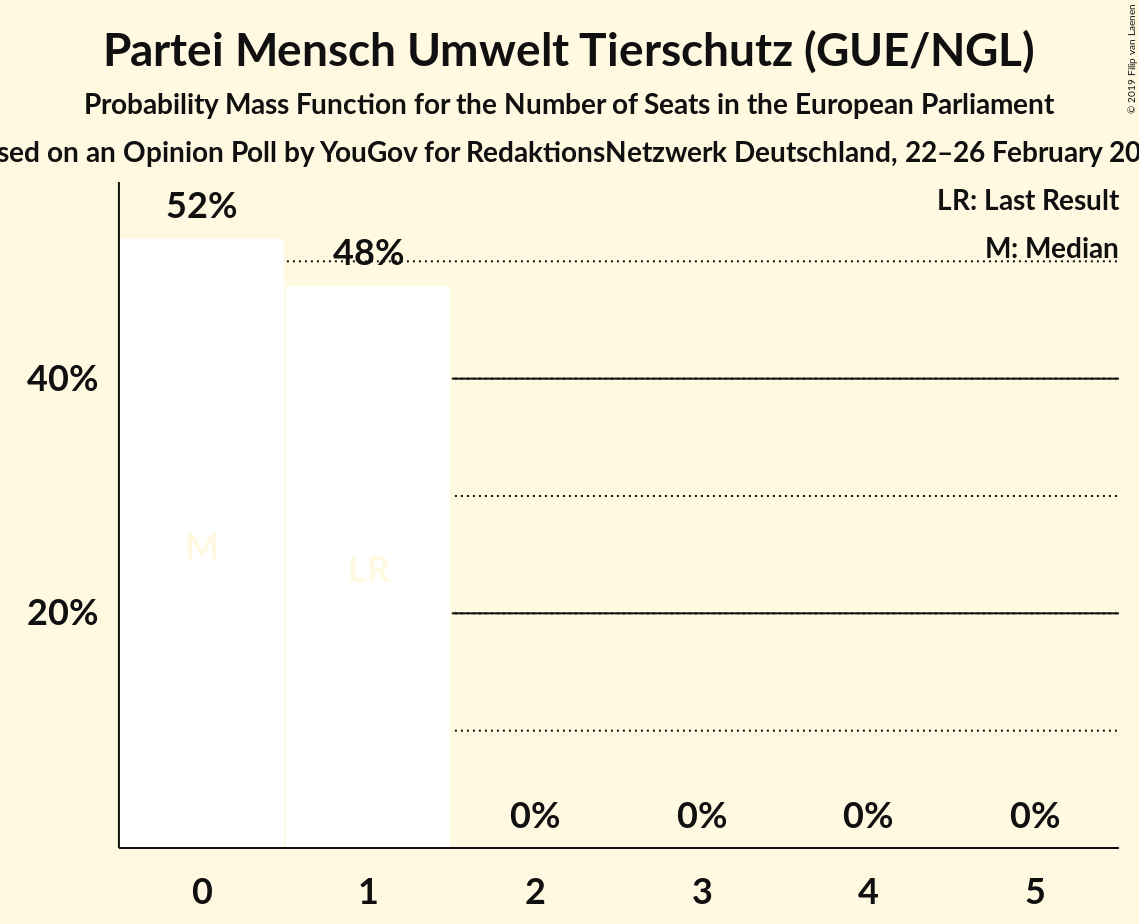 Partei Mensch Umwelt Tierschutz (GUE/NGL)
Probability Mass Function for the Number of Seats in the European Parliament
sed on an Opinion Poll by YouGov for RedaktionsNetzwerk Deutschland, 22–26 February 20
© 2019 Filip van Laenen
LR: Last Result
M: Median
52%
48%
40%
20%
M
LR
0%
0%
0%
0%
0
1
2
3
4
5